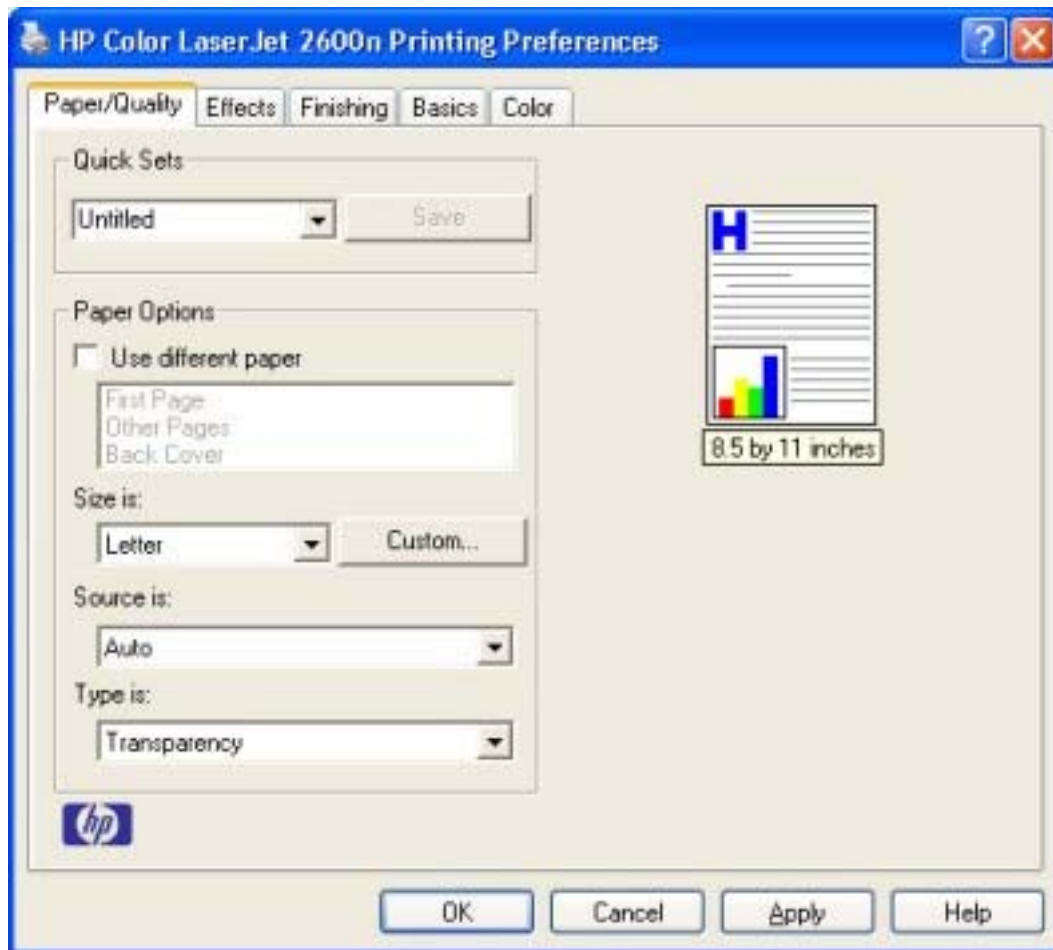 HP Color LaserJet 2600n Printing Preferences
?
Paper/Quality Effects Finishing Basics Color
Quick Sets
Untitled Save
H
Paper Options
Use different paper
First Page
Other Pages
Back Cover
8.5 by 11 inches
Size is:
Letter Custom...
Source is:
Auto
Type is:
Transparency
hp
OK Cancel Apply Help